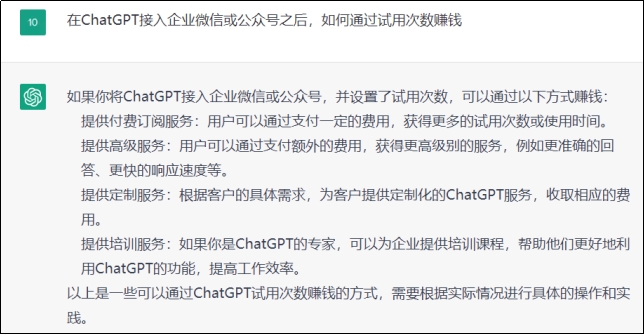 10
在ChatGPT接入企业微信或公众号之后，如何通过试用次数赚钱
如果你将ChatGPT接入企业微信或公众号，并设置了试用次数，可以通过以下方式赚钱：
提供付费订阅服务：用户可以通过支付一定的费用，获得更多的试用次数或使用时间。
提供高级服务：用户可以通过支付额外的费用，获得更高级别的服务，例如更准确的回
答、更快的响应速度等。
提供定制服务：根据客户的具体需求，为客户提供定制化的ChatGPT服务，收取相应的费
用。
提供培训服务：如果你是ChatGPT的专家，可以为企业提供培训课程，帮助他们更好地利
用ChatGPT的功能，提高工作效率。
以上是一些可以通过ChatGPT试用次数赚钱的方式，需要根据实际情况进行具体的操作和实
践。